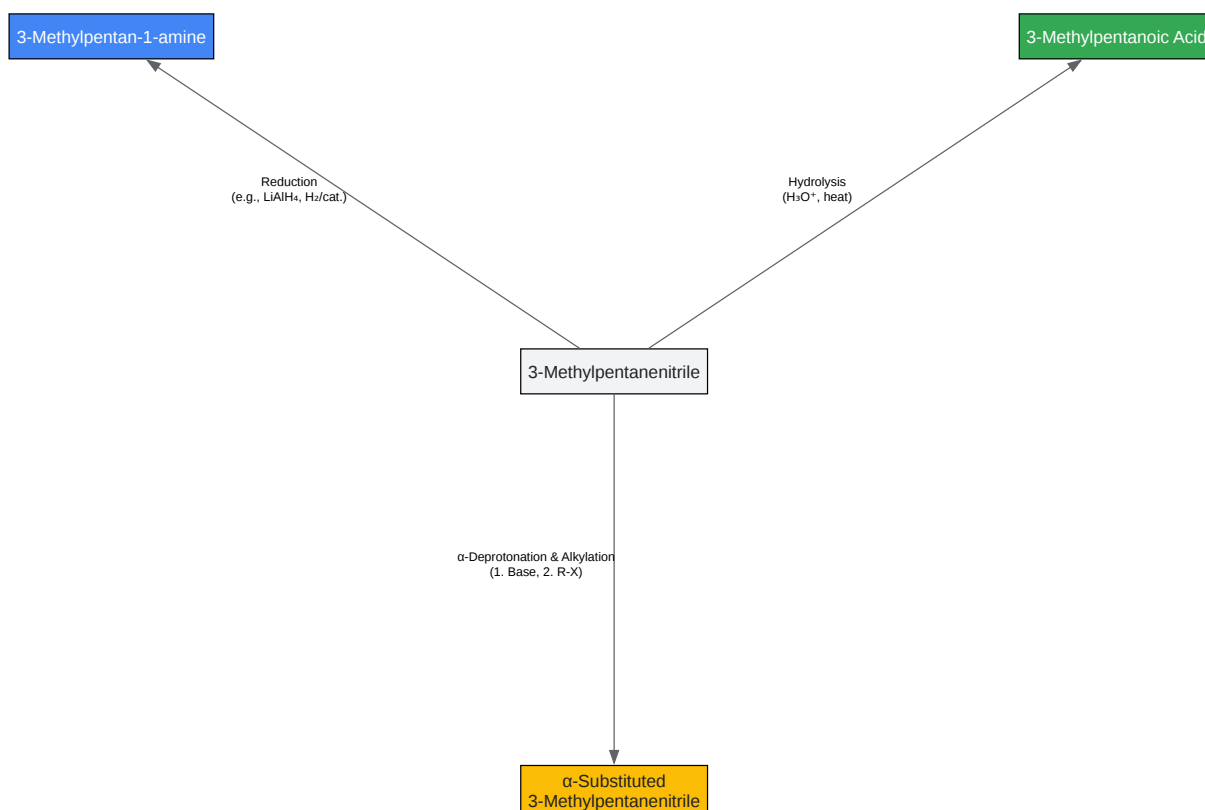 3-Methylpentan-1-amine
3-Methylpentanoic Acid
Reduction
(e.g., LiAlH₄, H₂/cat.)
Hydrolysis
(H₃O⁺, heat)
3-Methylpentanenitrile
α-Deprotonation & Alkylation
(1. Base, 2. R-X)
α-Substituted
3-Methylpentanenitrile